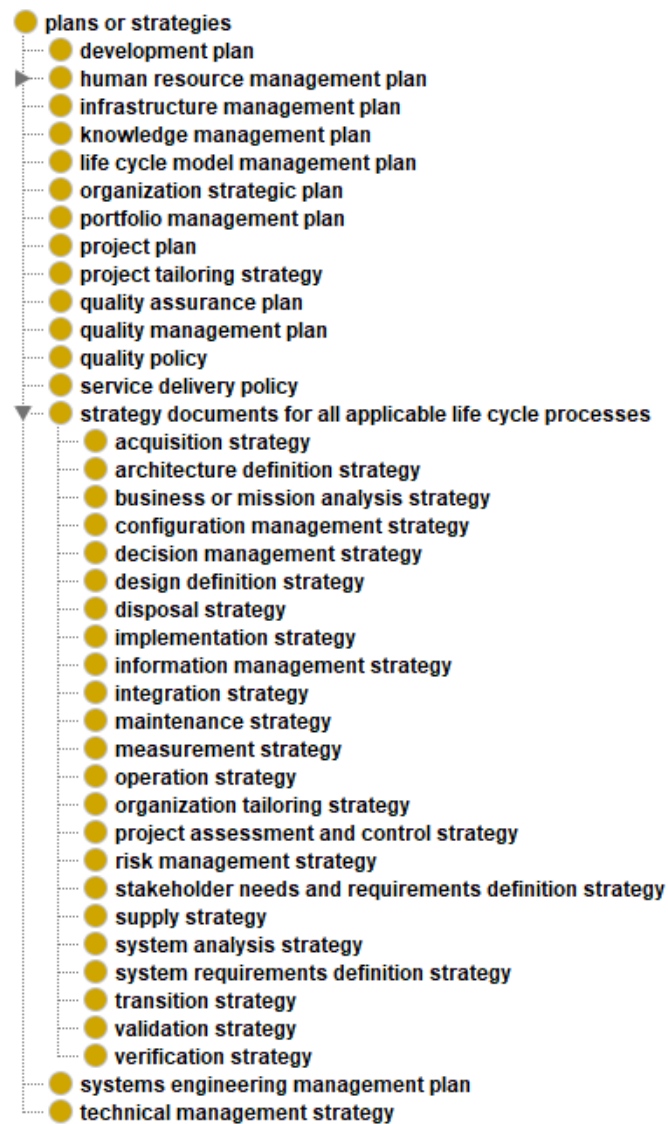 plans or strategies
development plan
human resource management plan
infrastructure management plan
knowledge management plan
life cycle model management plan
organization strategic plan
portfolio management plan
project plan
project tailoring strategy
quality assurance plan
quality management plan
quality policy
service delivery policy
strategy documents for all applicable life cycle processes
acquisition strategy
architecture definition strategy
business or mission analysis strategy
configuration management strategy
decision management strategy
design definition strategy
disposal strategy
implementation strategy
information management strategy
integration strategy
maintenance strategy
measurement strategy
operation strategy
organization tailoring strategy
project assessment and control strategy
risk management strategy
stakeholder needs and requirements definition strategy
supply strategy
system analysis strategy
system requirements definition strategy
transition strategy
validation strategy
verification strategy
systems engineering management plan
technical management strategy